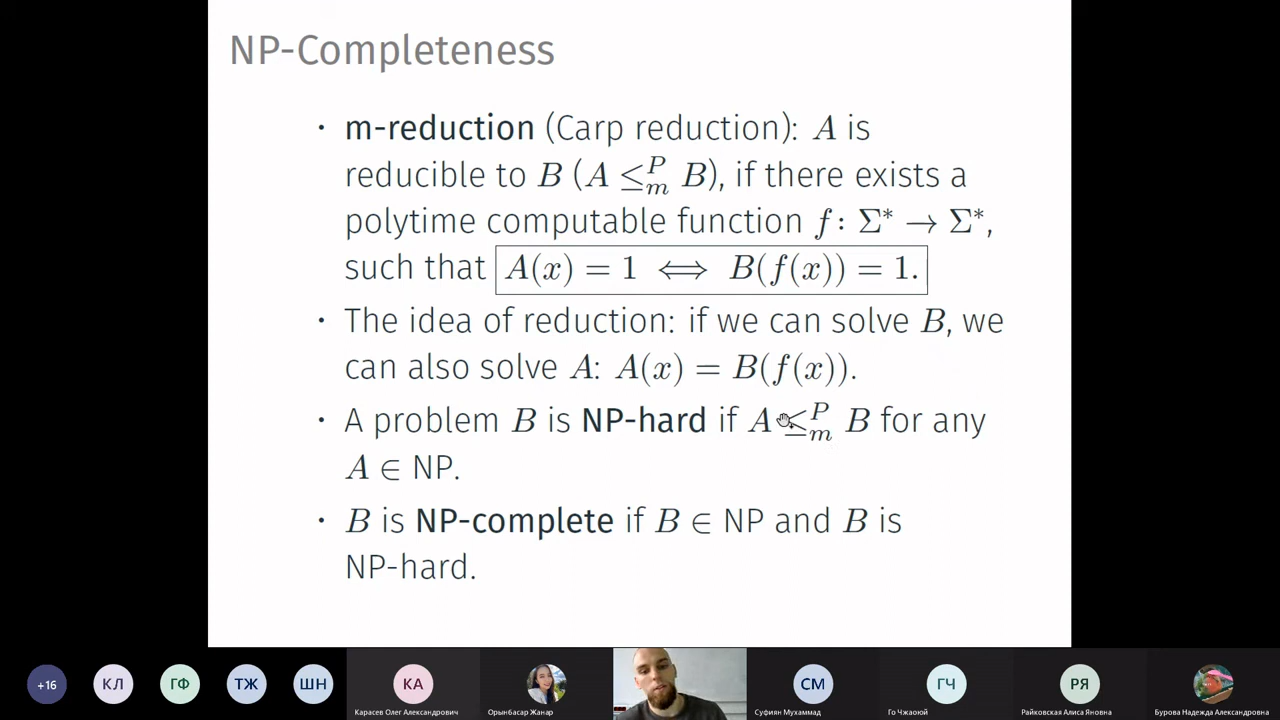 NP-Completeness
• m-reduction (Carp reduction): A is
reducible to B (A ≤ᴾₘ B), if there exists a
polytime computable function f: Σ* → Σ*,
such that A(x) = 1 ⟺ B(f(x)) = 1.
• The idea of reduction: if we can solve B, we
can also solve A: A(x) = B(f(x)).
• A problem B is NP-hard if A ≤ᴾₘ B for any
A ∈ NP.
• B is NP-complete if B ∈ NP and B is
NP-hard.
+16 КЛ ГФ ТЖ ШН КА СМ ГЧ РЯ
Карасев Олег Александрович Орынбасар Жанар Суфиян Мухаммад Го Чжаоюй Райковская Алиса Яновна Бурова Надежда Александровна